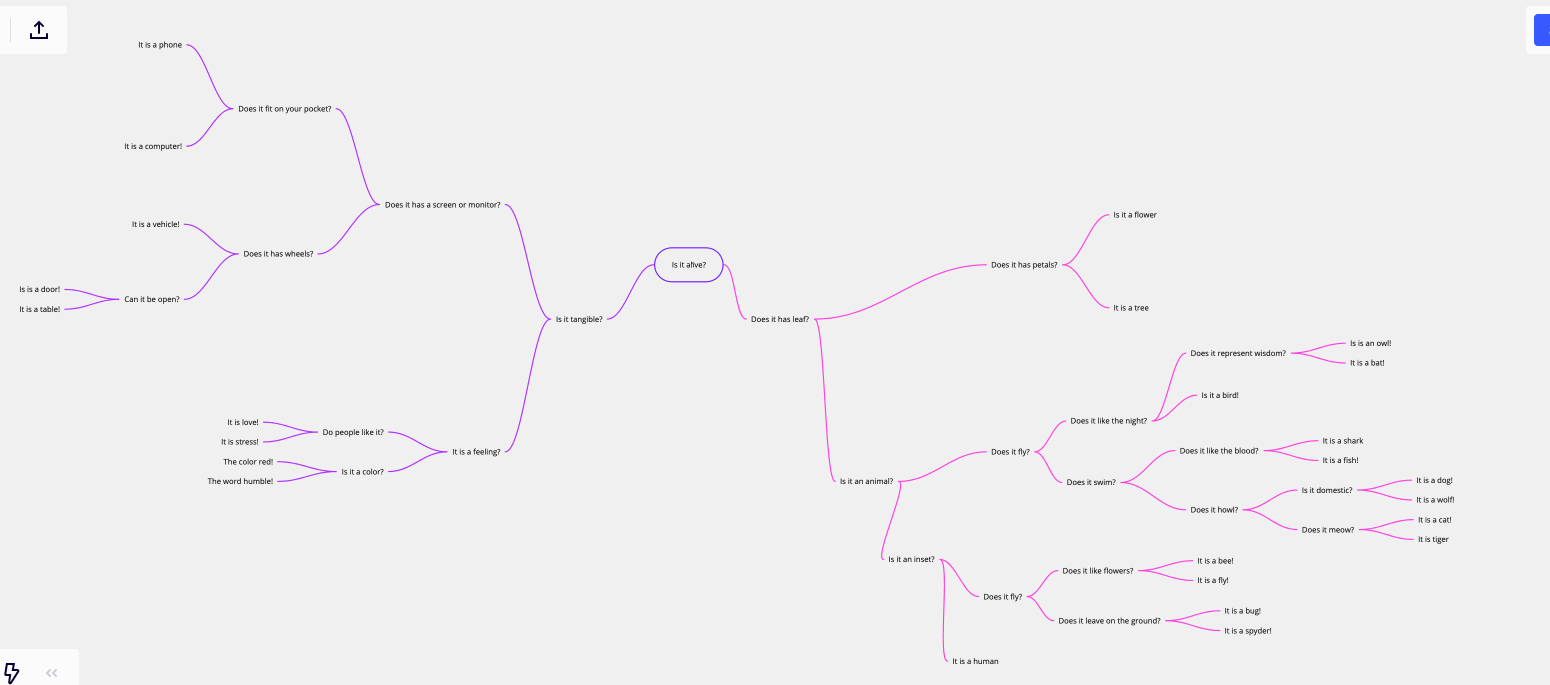 It is a phone
Does it fit on your pocket?
It is a computer!
Does it has a screen or monitor?
It is a vehicle!
Does it has wheels?
Is is a door!
Can it be open?
It is a table!
Is it tangible?
It is love!
Do people like it?
It is stress!
It is a feeling?
The color red!
Is it a color?
The word humble!
Is it alive?
Does it has leaf?
Is it a flower
Does it has petals?
It is a tree
Is is an owl!
Does it represent wisdom?
It is a bat!
Is it a bird!
Does it like the night?
Does it fly?
It is a shark
Does it like the blood?
It is a fish!
Is it an animal?
Does it swim?
It is a dog!
Is it domestic?
It is a wolf!
Does it howl?
It is a cat!
Does it meow?
It is tiger
Is it an inset?
It is a bee!
Does it like flowers?
It is a fly!
Does it fly?
It is a bug!
Does it leave on the ground?
It is a spyder!
It is a human